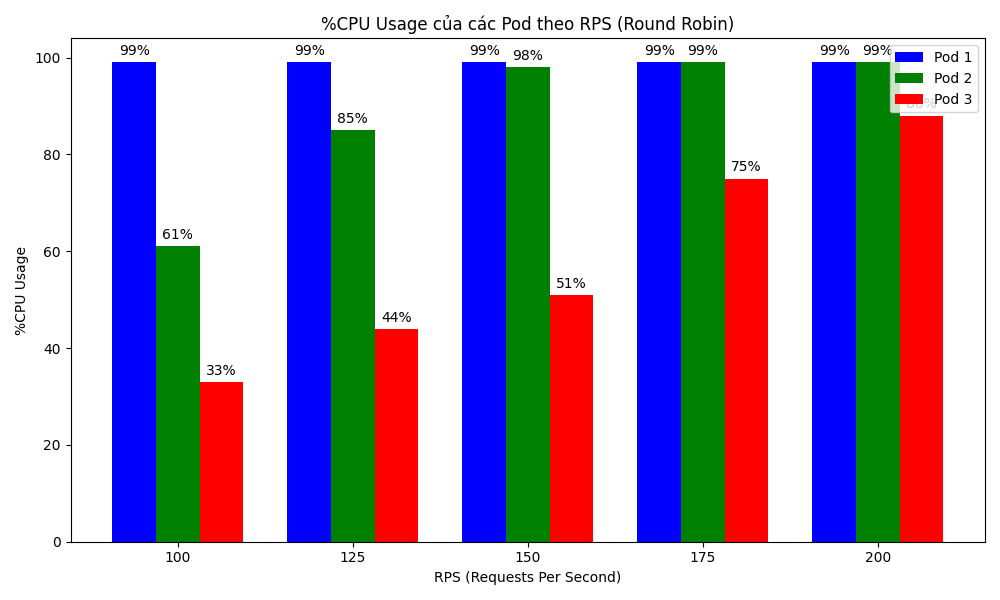 %CPU Usage của các Pod theo RPS (Round Robin)
99% 99% 99% 98% 99% 99% 99% 99%
Pod 1
Pod 2
Pod 3
100
80
60
40
20
0
%CPU Usage
61%
33%
85%
44%
51%
75%
88%
100 125 150 175 200
RPS (Requests Per Second)